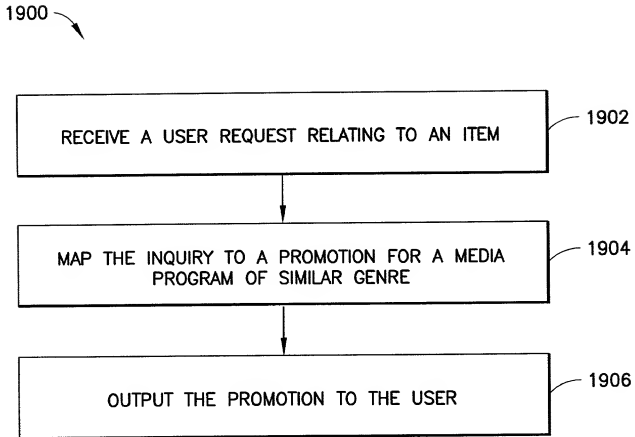 1900
RECEIVE A USER REQUEST RELATING TO AN ITEM
1902
MAP THE INQUIRY TO A PROMOTION FOR A MEDIA
PROGRAM OF SIMILAR GENRE
1904
OUTPUT THE PROMOTION TO THE USER
1906